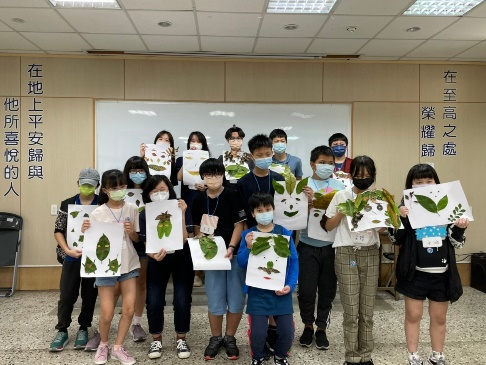 在至高之處
榮耀歸
在地上平安歸與
他所喜悅的人